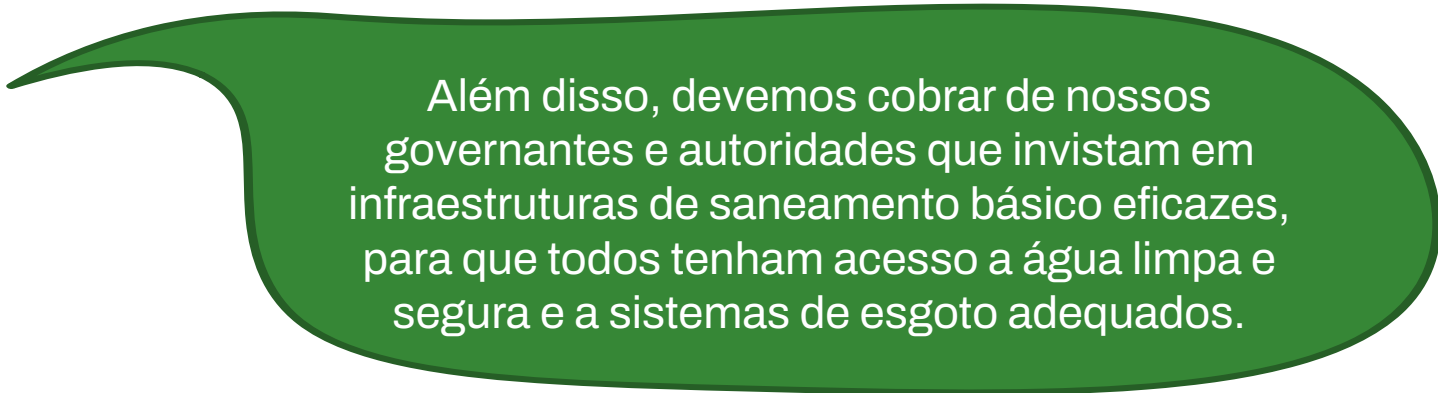 Além disso, devemos cobrar de nossos
governantes e autoridades que invistam em
infraestruturas de saneamento básico eficazes,
para que todos tenham acesso a água limpa e
segura e a sistemas de esgoto adequados.